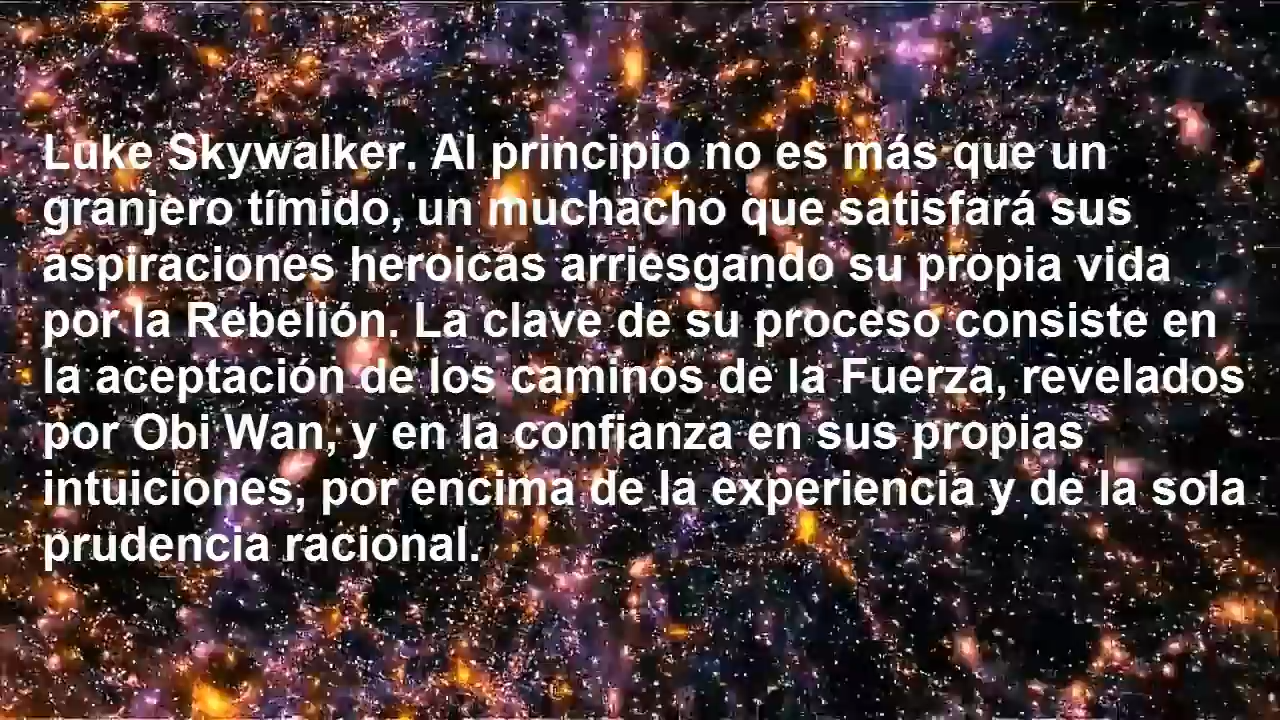 Luke Skywalker. Al principio no es más que un
granjero tímido, un muchacho que satisfará sus
aspiraciones heroicas arriesgando su propia vida
por la Rebelión. La clave de su proceso consiste en
la aceptación de los caminos de la Fuerza, revelados
por Obi Wan, y en la confianza en sus propias
intuiciones, por encima de la experiencia y de la sola
prudencia racional.